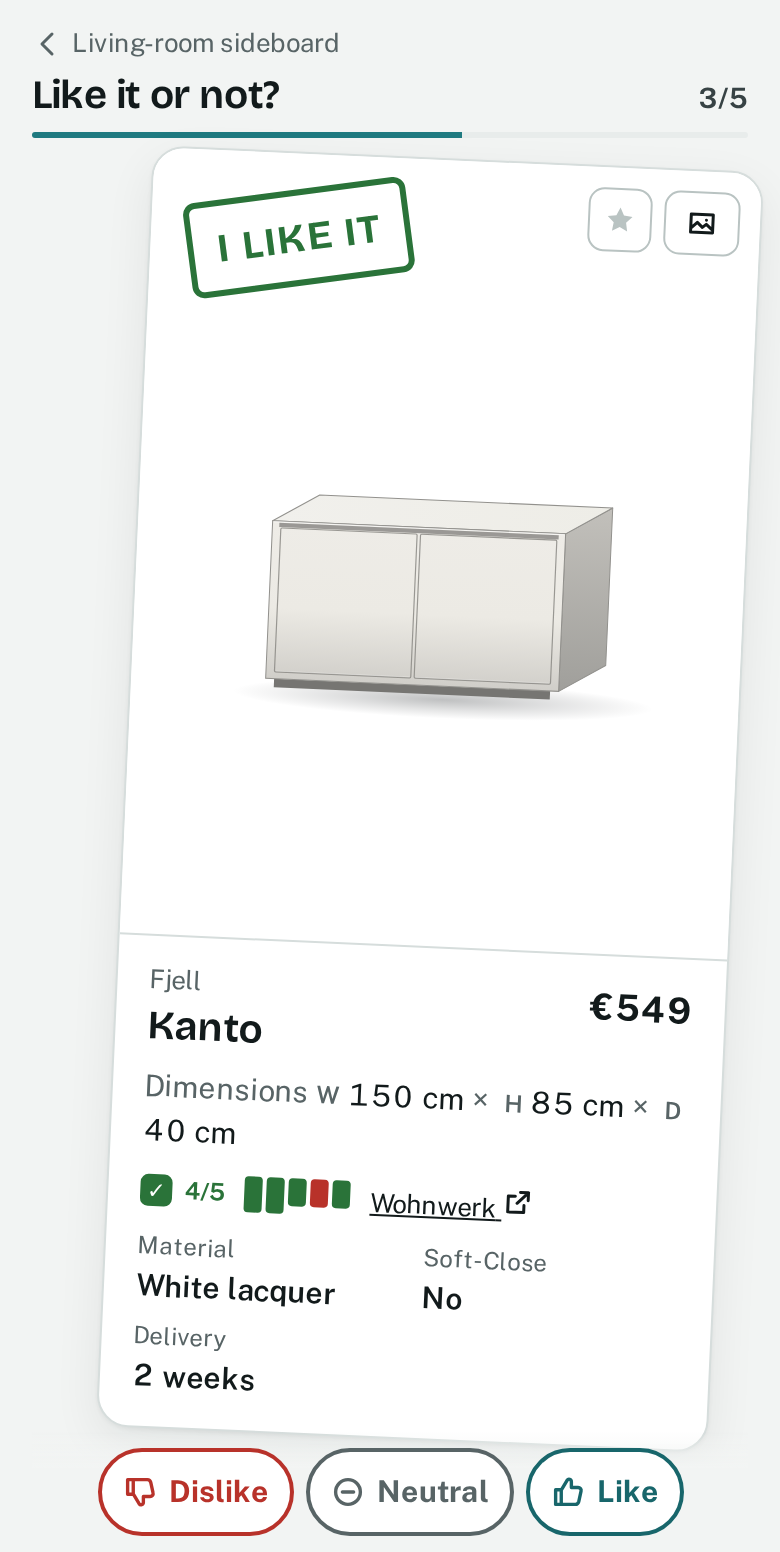 Living-room sideboard
Like it or not?
3/5
I LIKE IT
Fjell
Kanto
€549
Dimensions W 150 cm × H 85 cm × D
40 cm
✓ 4/5 Wohnwerk
Material
White lacquer
Soft-Close
No
Delivery
2 weeks
Dislike
Neutral
Like